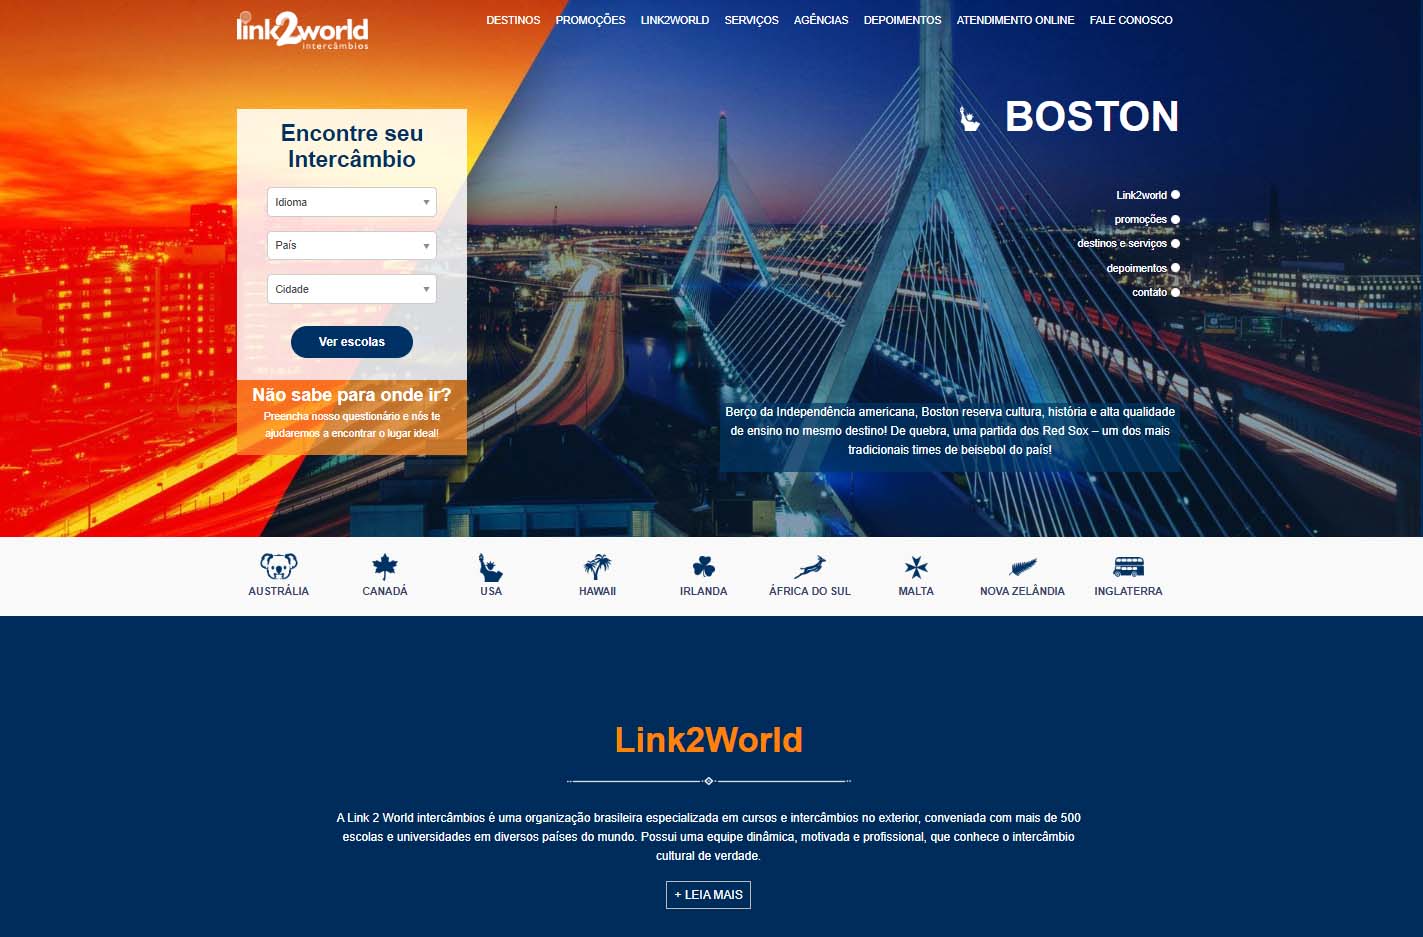 link2world
intercâmbios
DESTINOS PROMOÇÕES LINK2WORLD SERVIÇOS AGÊNCIAS DEPOIMENTOS ATENDIMENTO ONLINE FALE CONOSCO
Encontre seu
Intercâmbio
Idioma
País
Cidade
Ver escolas
Não sabe para onde ir?
Preencha nosso questionário e nós te
ajudaremos a encontrar o lugar ideal!
BOSTON
Link2world
promoções
destinos e serviços
depoimentos
contato
Berço da Independência americana, Boston reserva cultura, história e alta qualidade
de ensino no mesmo destino! De quebra, uma partida dos Red Sox – um dos mais
tradicionais times de beisebol do país!
AUSTRÁLIA CANADÁ USA HAWAII IRLANDA ÁFRICA DO SUL MALTA NOVA ZELÂNDIA INGLATERRA
Link2World
A Link 2 World intercâmbios é uma organização brasileira especializada em cursos e intercâmbios no exterior, conveniada com mais de 500
escolas e universidades em diversos países do mundo. Possui uma equipe dinâmica, motivada e profissional, que conhece o intercâmbio
cultural de verdade.
+ LEIA MAIS